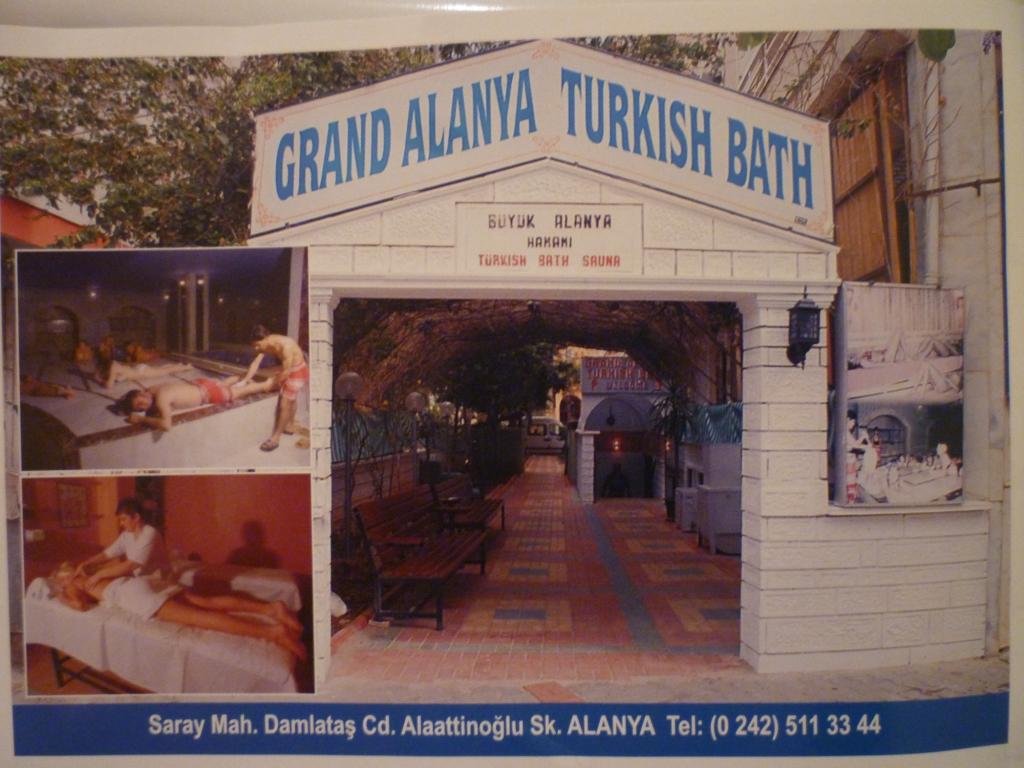 GRAND ALANYA TURKISH BATH
BÜYÜK ALANYA
HAMAMI
TURKISH BATH SAUNA
Saray Mah. Damlataş Cd. Alaattinoğlu Sk. ALANYA Tel: (0 242) 511 33 44